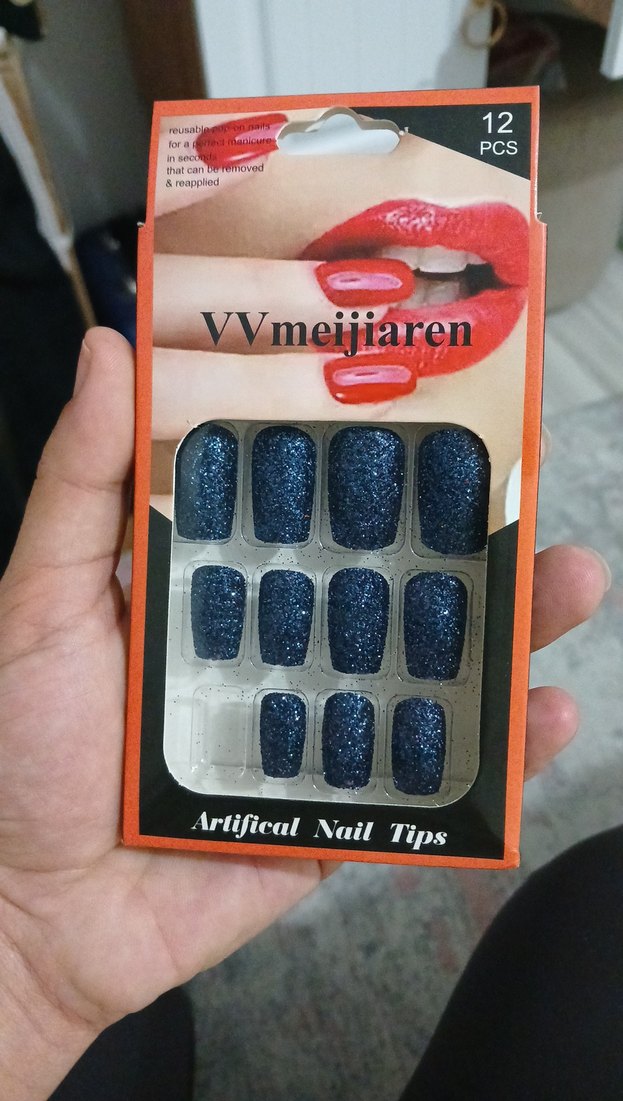 reusable pop-on nails
for a perfect manicure
in seconds
that can be removed
& reapplied
12
PCS
VVmeijiaren
Artifical Nail Tips